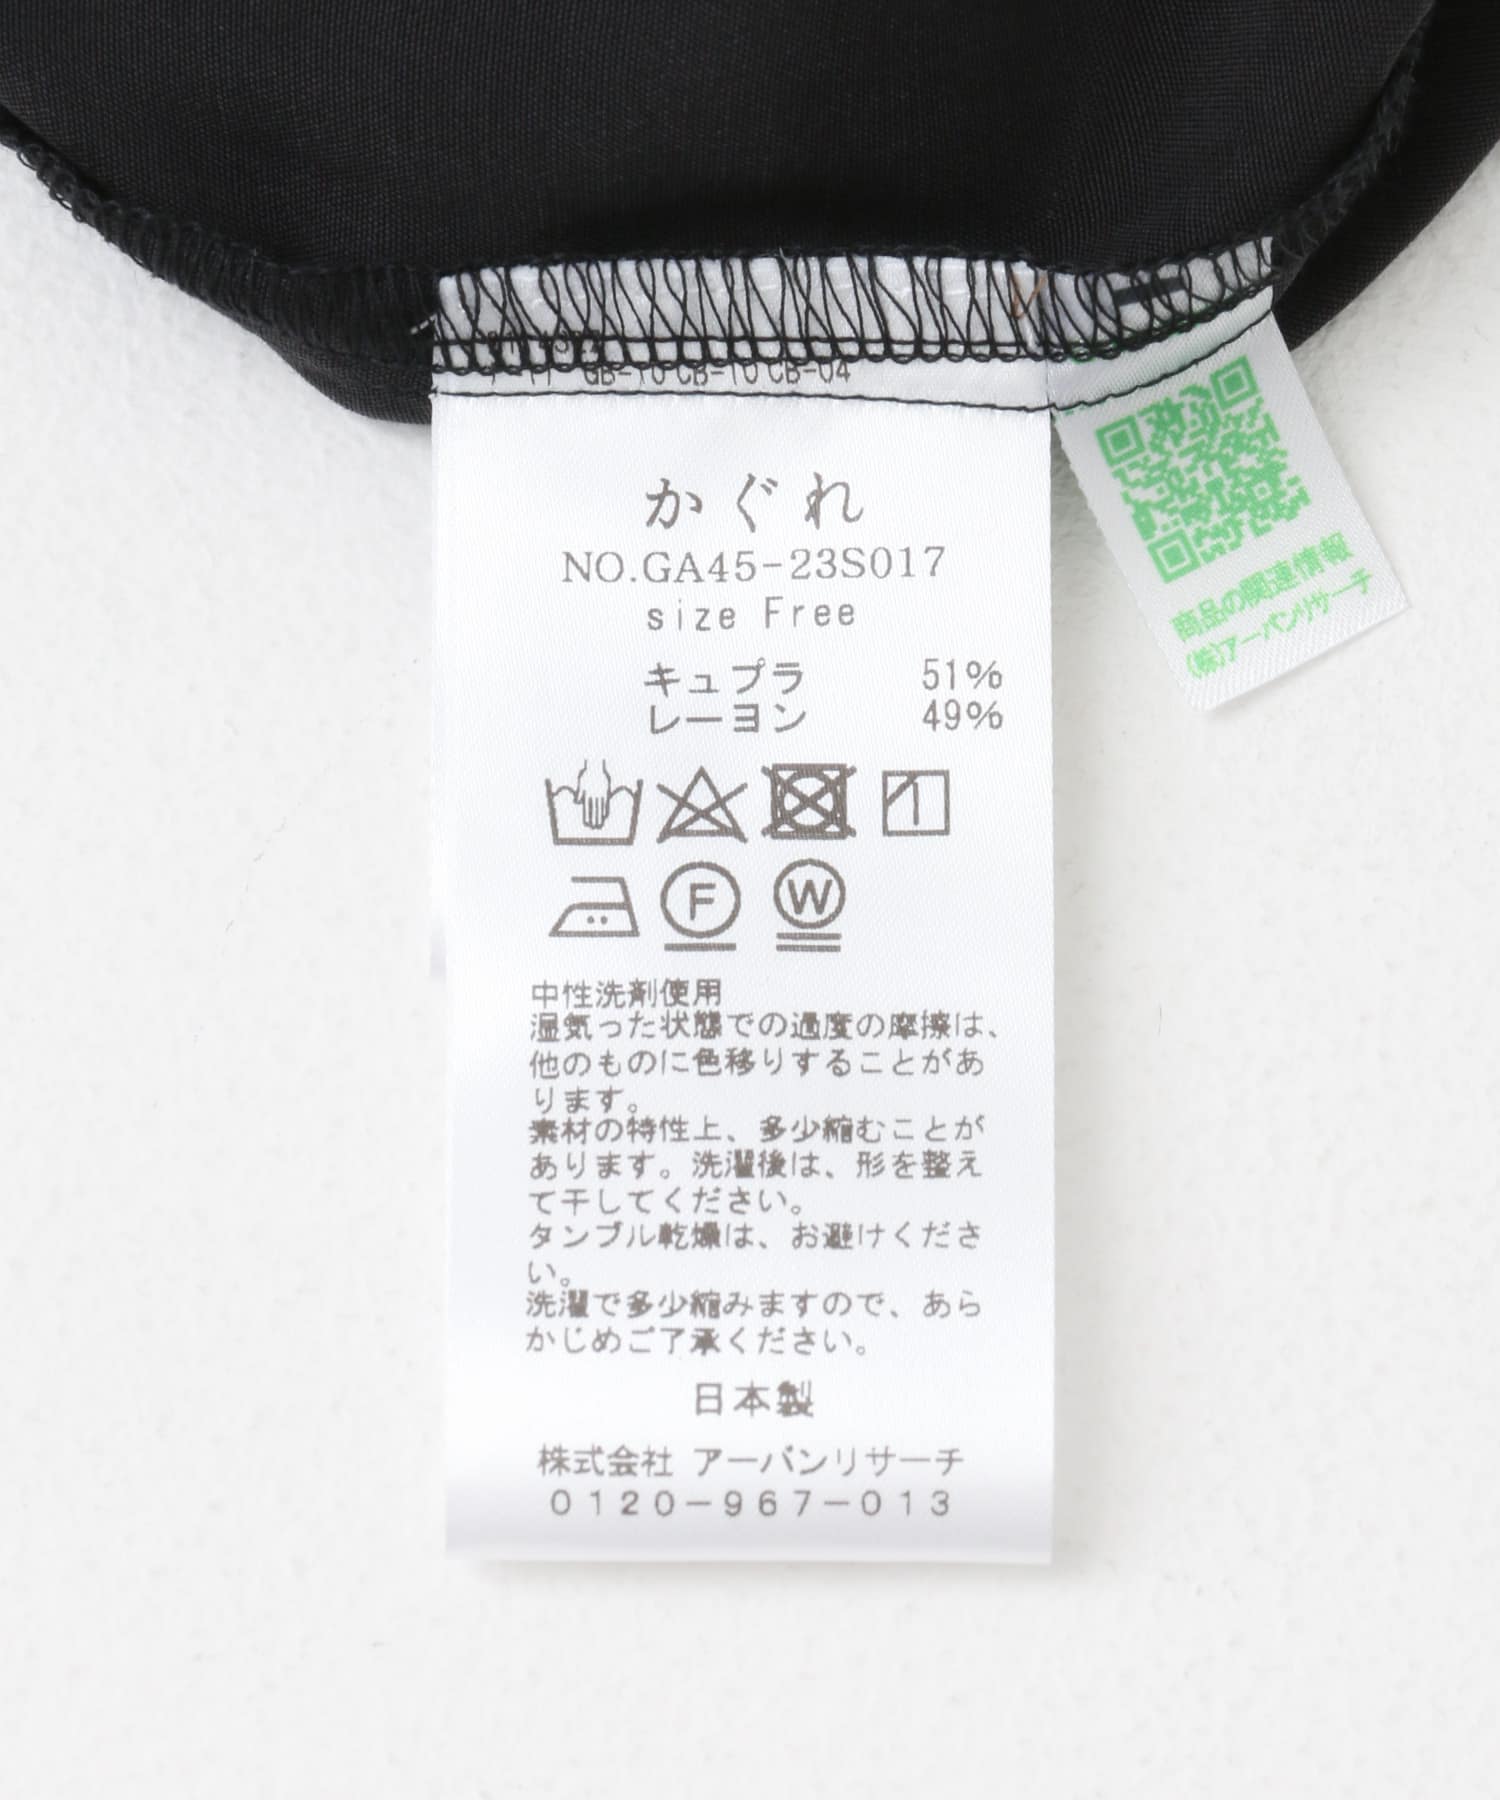 GB-10 CB-10 CB-04
かぐれ
NO.GA45-23S017
size Free
キュプラ 51%
レーヨン 49%
F
W
中性洗剤使用
湿気った状態での過度の摩擦は、
他のものに色移りすることがあ
ります。
素材の特性上、多少縮むことが
あります。洗濯後は、形を整え
て干してください。
タンブル乾燥は、お避けくださ
い。
洗濯で多少縮みますので、あら
かじめご了承ください。
日本製
株式会社 アーバンリサーチ
0120-967-013
商品の関連情報
(株)アーバンリサーチ